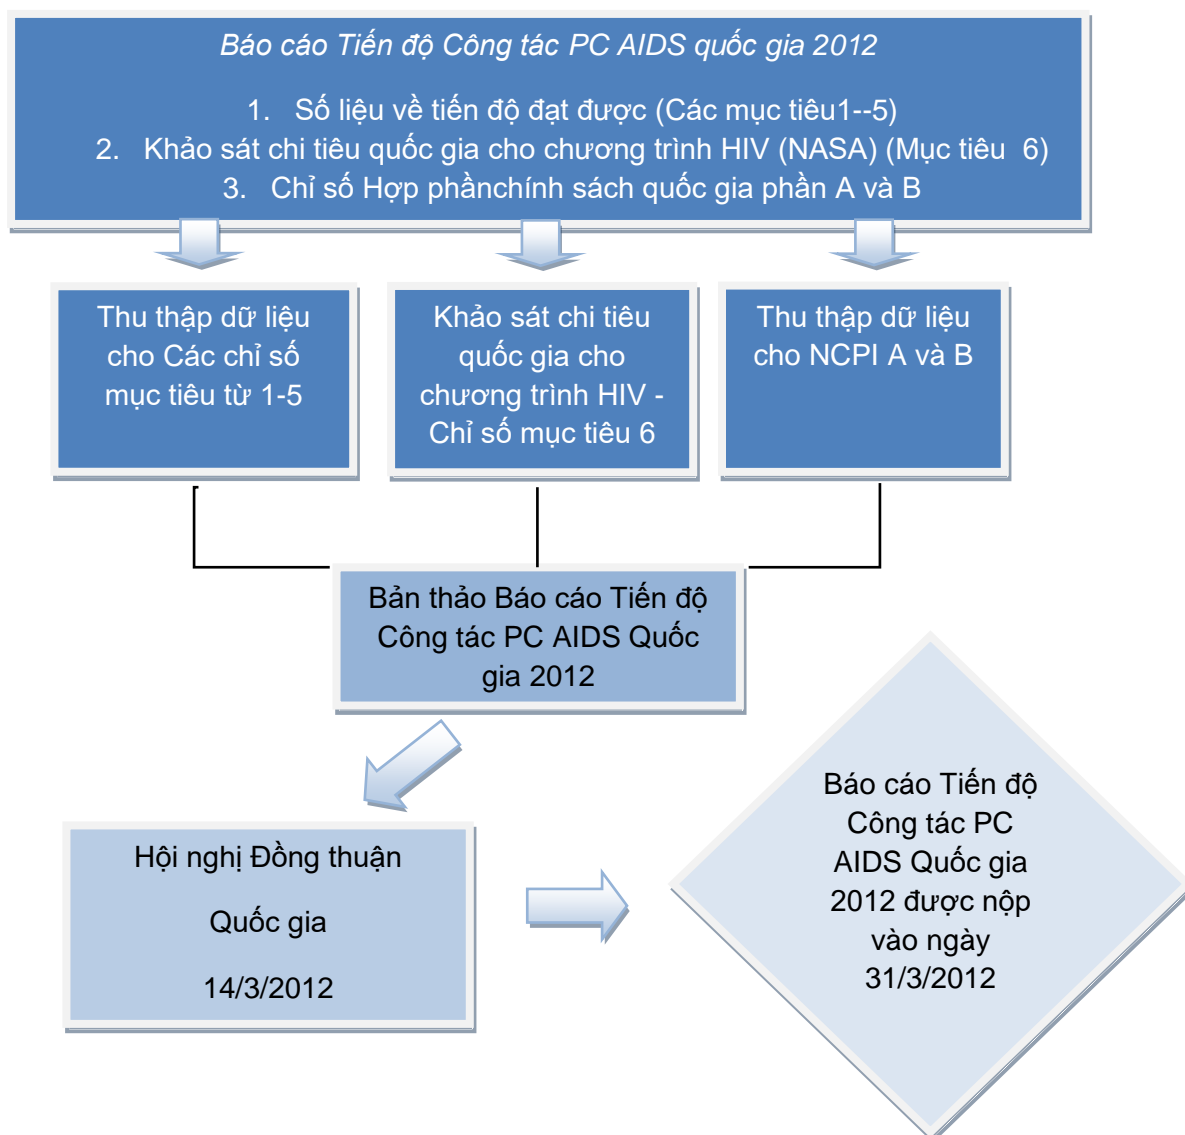 Báo cáo Tiến độ Công tác PC AIDS quốc gia 2012
1. Số liệu về tiến độ đạt được (Các mục tiêu1--5)
2. Khảo sát chi tiêu quốc gia cho chương trình HIV (NASA) (Mục tiêu 6)
3. Chỉ số Hợp phầnchính sách quốc gia phần A và B
Thu thập dữ liệu
cho Các chỉ số
mục tiêu từ 1-5
Khảo sát chi tiêu
quốc gia cho
chương trình HIV -
Chỉ số mục tiêu 6
Thu thập dữ liệu
cho NCPI A và B
Bản thảo Báo cáo Tiến độ
Công tác PC AIDS Quốc
gia 2012
Hội nghị Đồng thuận
Quốc gia
14/3/2012
Báo cáo Tiến độ
Công tác PC
AIDS Quốc gia
2012 được nộp
vào ngày
31/3/2012